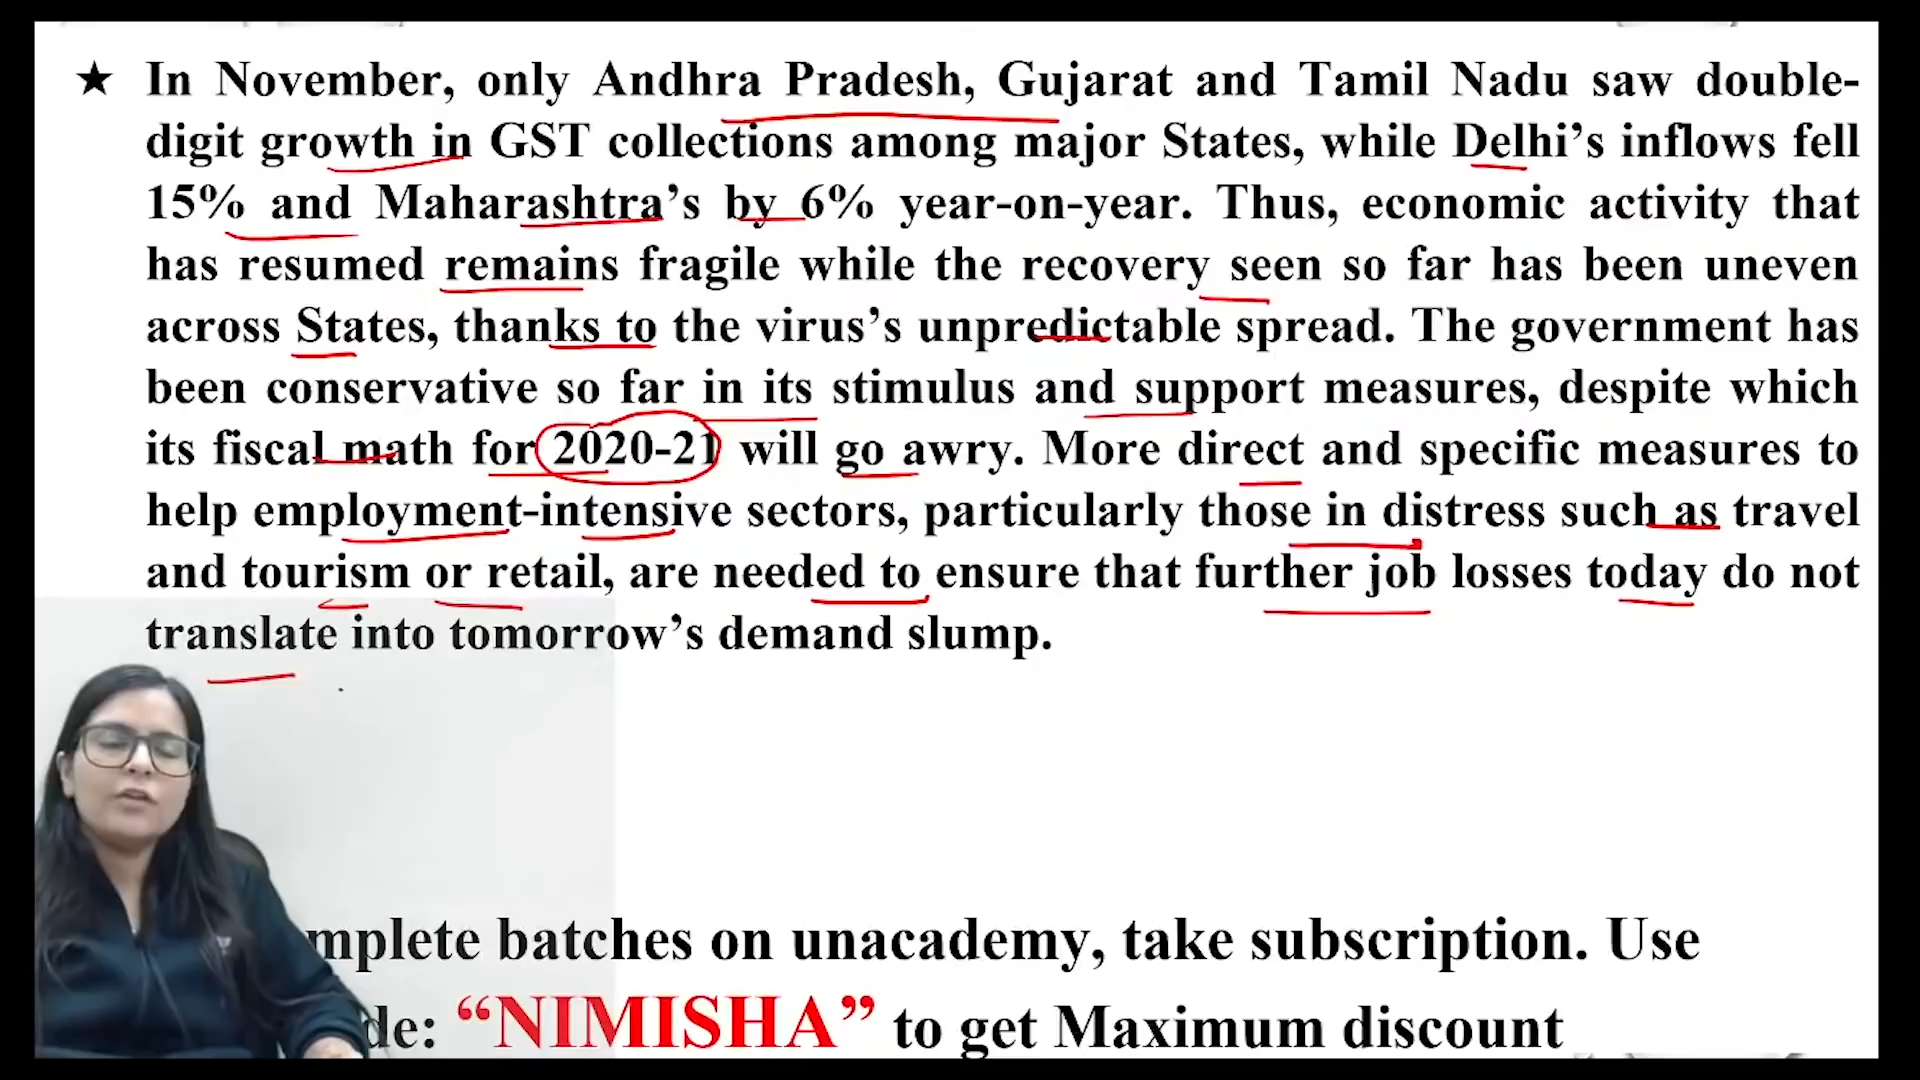 ★ In November, only Andhra Pradesh, Gujarat and Tamil Nadu saw double-
digit growth in GST collections among major States, while Delhi’s inflows fell
15% and Maharashtra’s by 6% year-on-year. Thus, economic activity that
has resumed remains fragile while the recovery seen so far has been uneven
across States, thanks to the virus’s unpredictable spread. The government has
been conservative so far in its stimulus and support measures, despite which
its fiscal math for 2020-21 will go awry. More direct and specific measures to
help employment-intensive sectors, particularly those in distress such as travel
and tourism or retail, are needed to ensure that further job losses today do not
translate into tomorrow’s demand slump.
mplete batches on unacademy, take subscription. Use
de: “NIMISHA” to get Maximum discount